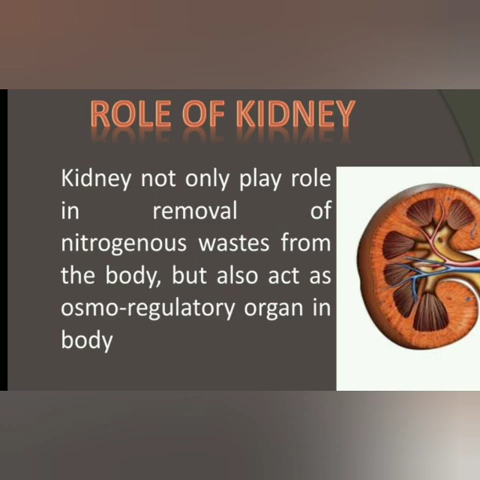 ROLE OF KIDNEY
Kidney not only play role
in removal of
nitrogenous wastes from
the body, but also act as
osmo-regulatory organ in
body